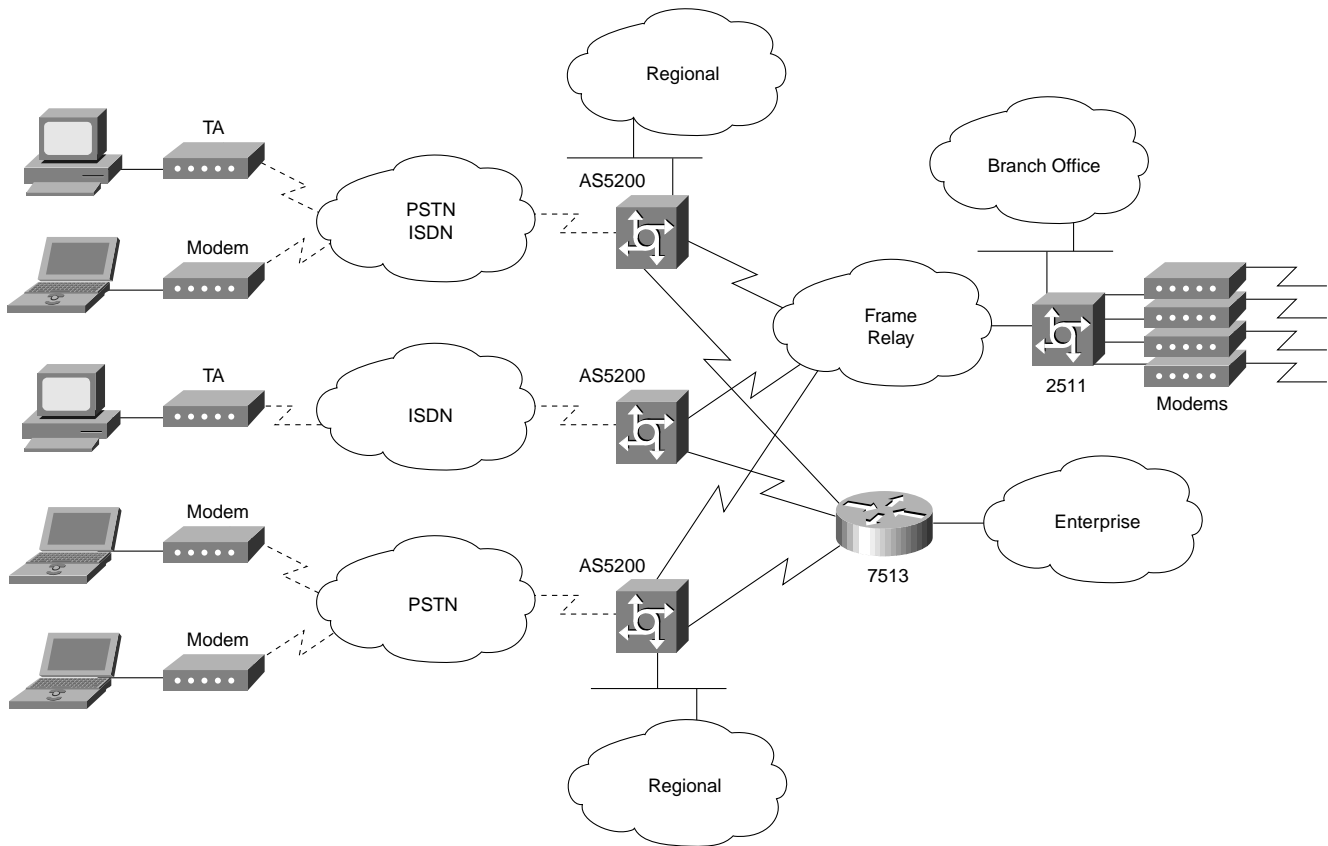 Regional
TA
Branch Office
AS5200
PSTN
ISDN
Modem
Frame
Relay
TA
AS5200
2511
Modems
ISDN
Modem
Enterprise
AS5200
7513
PSTN
Modem
Regional